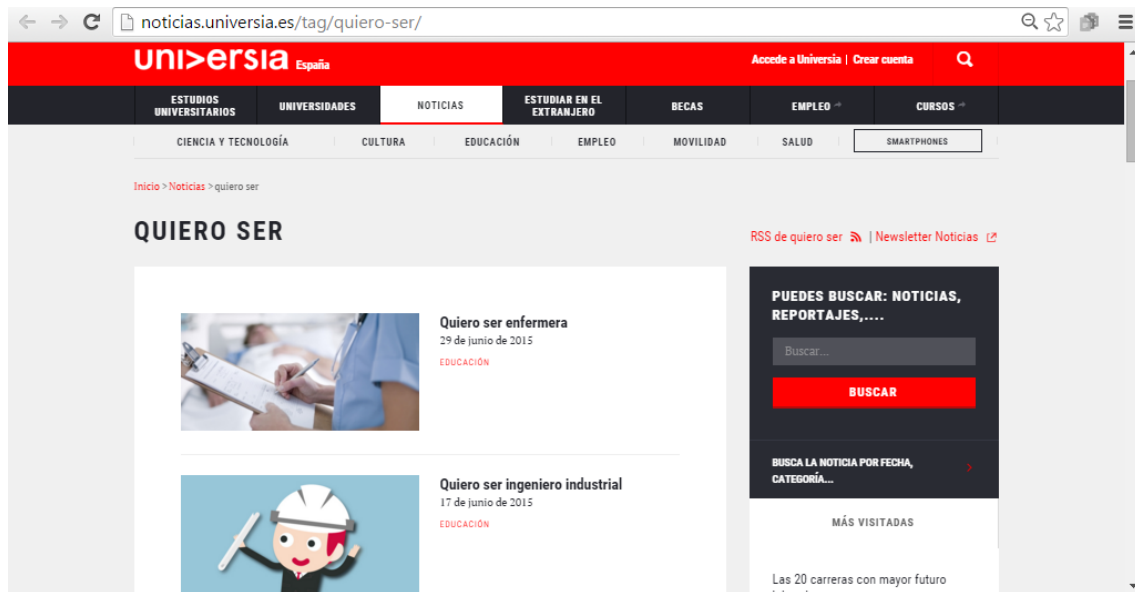 noticias.universia.es/tag/quiero-ser/
uni>ersia España
Accede a Universia | Crear cuenta
ESTUDIOS
UNIVERSITARIOS
UNIVERSIDADES
NOTICIAS
ESTUDIAR EN EL
EXTRANJERO
BECAS
EMPLEO
CURSOS
CIENCIA Y TECNOLOGÍA
CULTURA
EDUCACIÓN
EMPLEO
MOVILIDAD
SALUD
SMARTPHONES
Inicio > Noticias > quiero ser
QUIERO SER
RSS de quiero ser | Newsletter Noticias
Quiero ser enfermera
29 de junio de 2015
EDUCACIÓN
Quiero ser ingeniero industrial
17 de junio de 2015
EDUCACIÓN
PUEDES BUSCAR: NOTICIAS,
REPORTAJES,....
Buscar...
BUSCAR
BUSCA LA NOTICIA POR FECHA,
CATEGORÍA...
MÁS VISITADAS
Las 20 carreras con mayor futuro